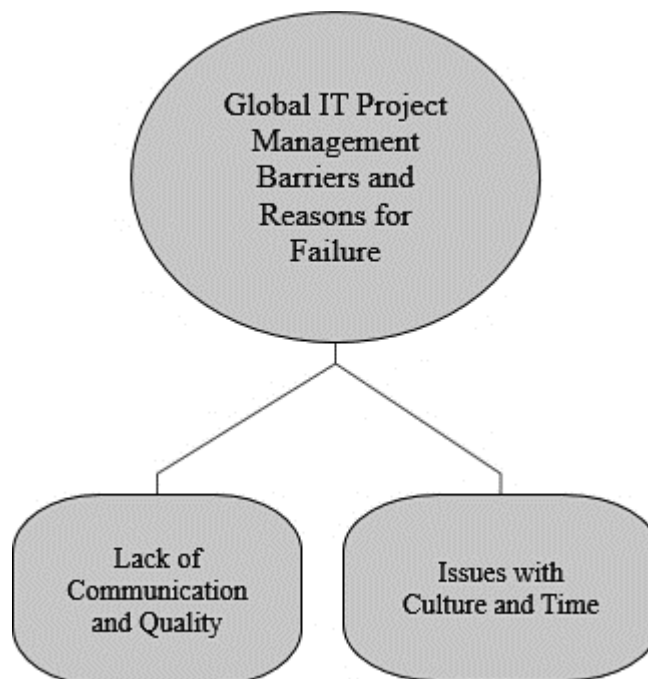 Global IT Project
Management
Barriers and
Reasons for
Failure
Lack of
Communication
and Quality
Issues with
Culture and Time